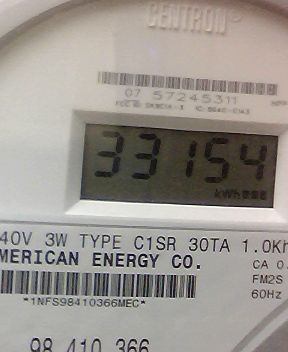 CENTRON®
07 57245311
33154
kWh
40V 3W TYPE C1SR 30TA 1.0Kh
MERICAN ENERGY CO.
CA 0.
FM2S
*1NFS98410366MEC*
60Hz
98 410 366